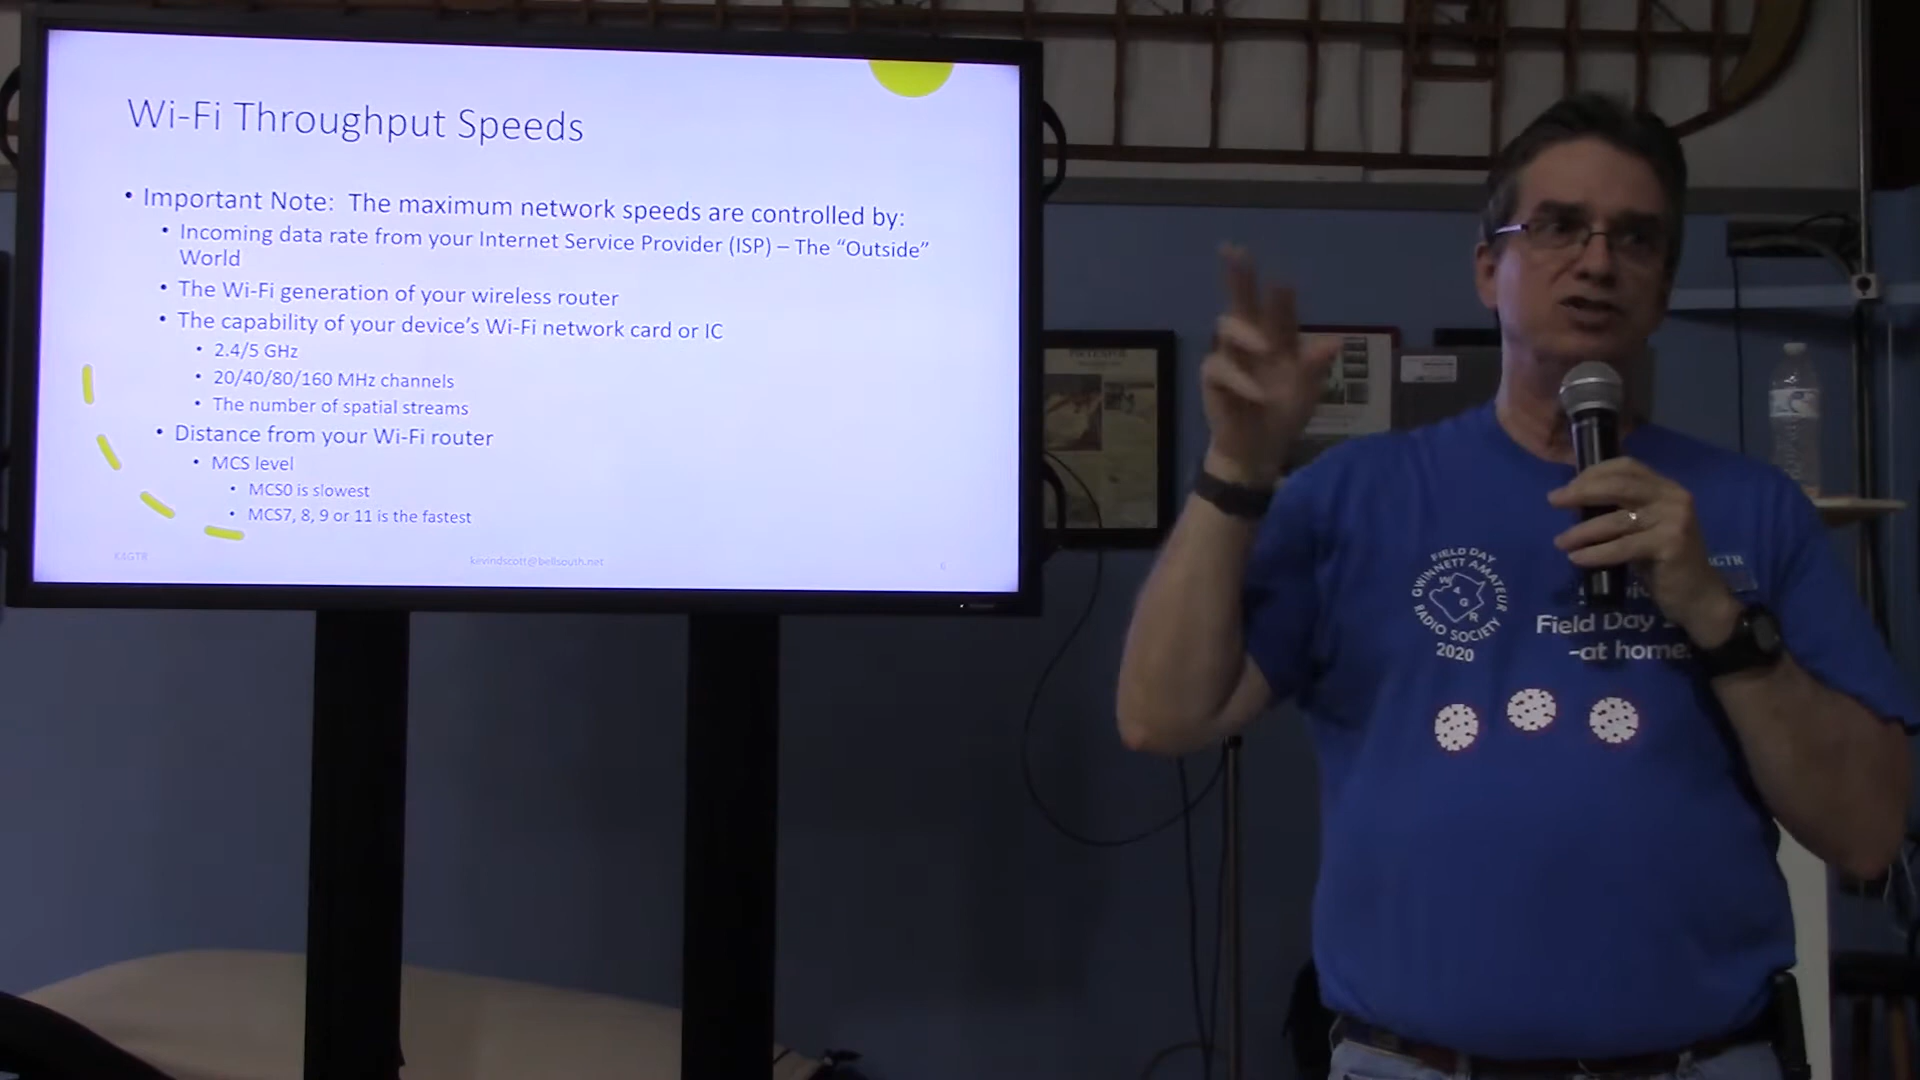 Wi-Fi Throughput Speeds
• Important Note: The maximum network speeds are controlled by:
• Incoming data rate from your Internet Service Provider (ISP) – The “Outside”
World
• The Wi-Fi generation of your wireless router
• The capability of your device’s Wi-Fi network card or IC
• 2.4/5 GHz
• 20/40/80/160 MHz channels
• The number of spatial streams
• Distance from your Wi-Fi router
• MCS level
• MCS0 is slowest
• MCS7, 8, 9 or 11 is the fastest
K4GTR
kevindscott@bellsouth.net
6
FIELD DAY
GWINNETT AMATEUR
RADIO SOCIETY
2020
Field Day
-at home